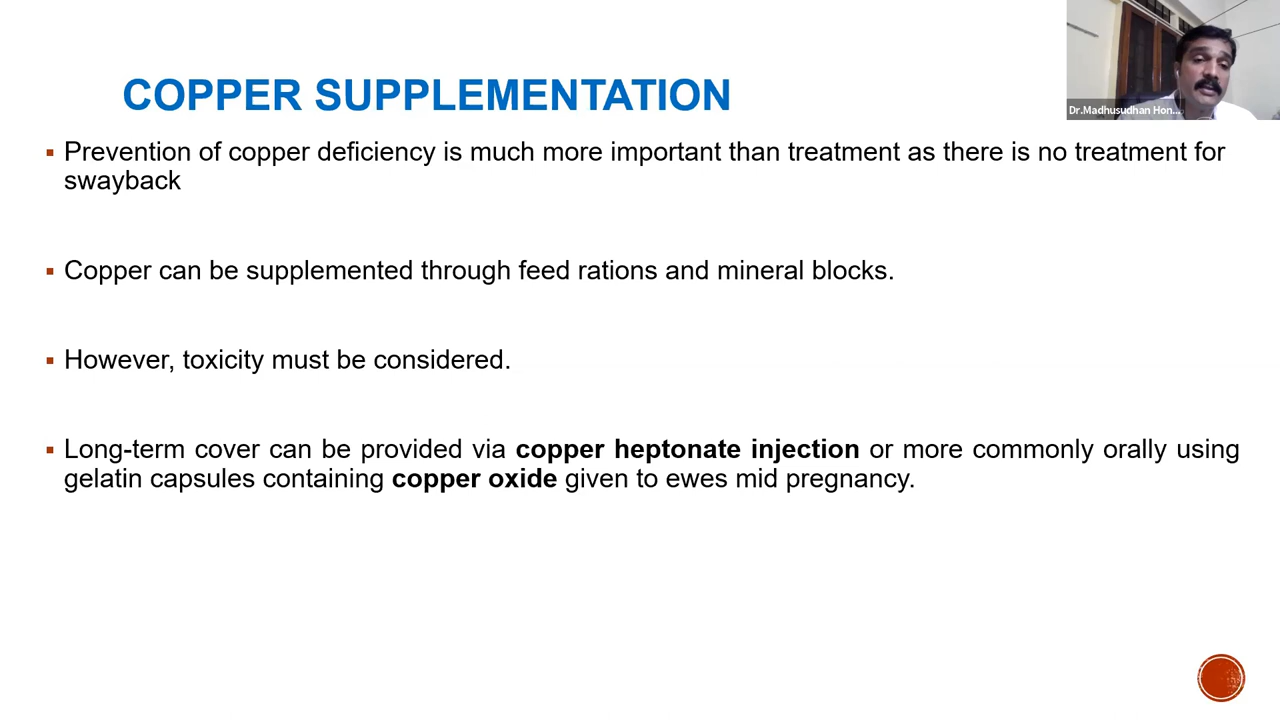 COPPER SUPPLEMENTATION
Dr.Madhusudhan Hon...
▪ Prevention of copper deficiency is much more important than treatment as there is no treatment for
swayback
▪ Copper can be supplemented through feed rations and mineral blocks.
▪ However, toxicity must be considered.
▪ Long-term cover can be provided via copper heptonate injection or more commonly orally using
gelatin capsules containing copper oxide given to ewes mid pregnancy.